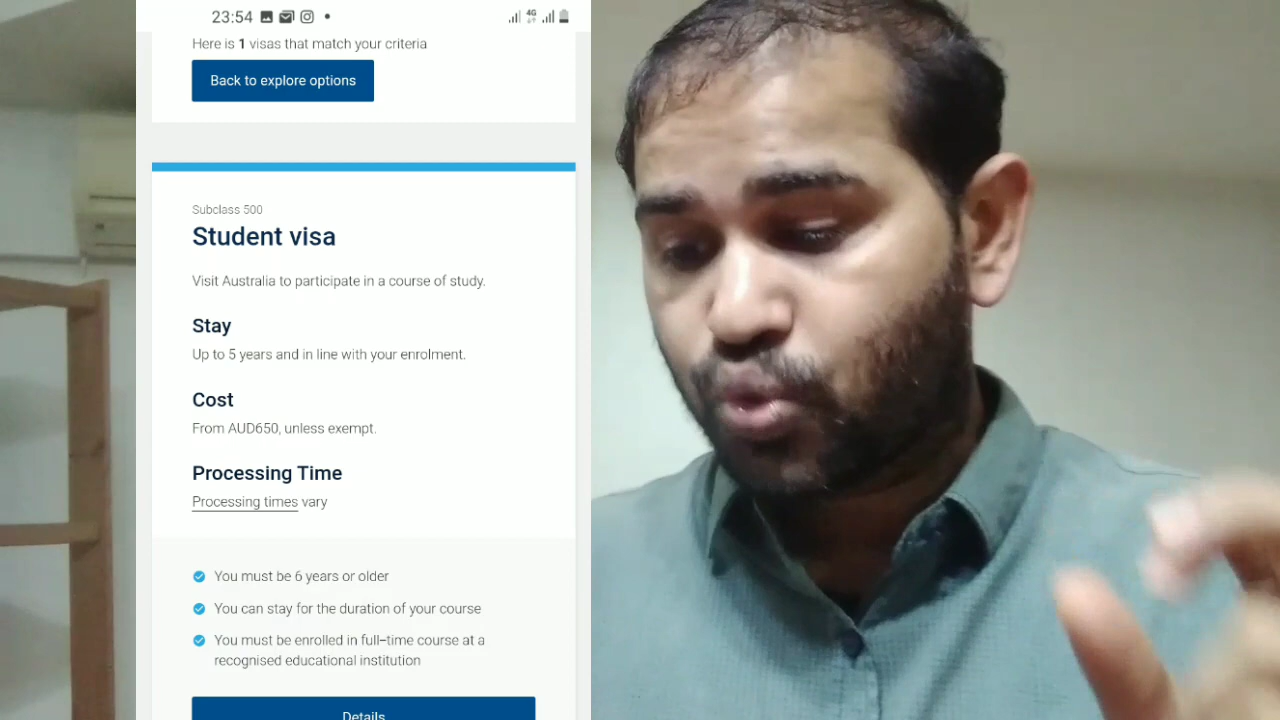 23:54
4G
Here is 1 visas that match your criteria
Back to explore options
Subclass 500
Student visa
Visit Australia to participate in a course of study.
Stay
Up to 5 years and in line with your enrolment.
Cost
From AUD650, unless exempt.
Processing Time
Processing times vary
You must be 6 years or older
You can stay for the duration of your course
You must be enrolled in full-time course at a
recognised educational institution
Details